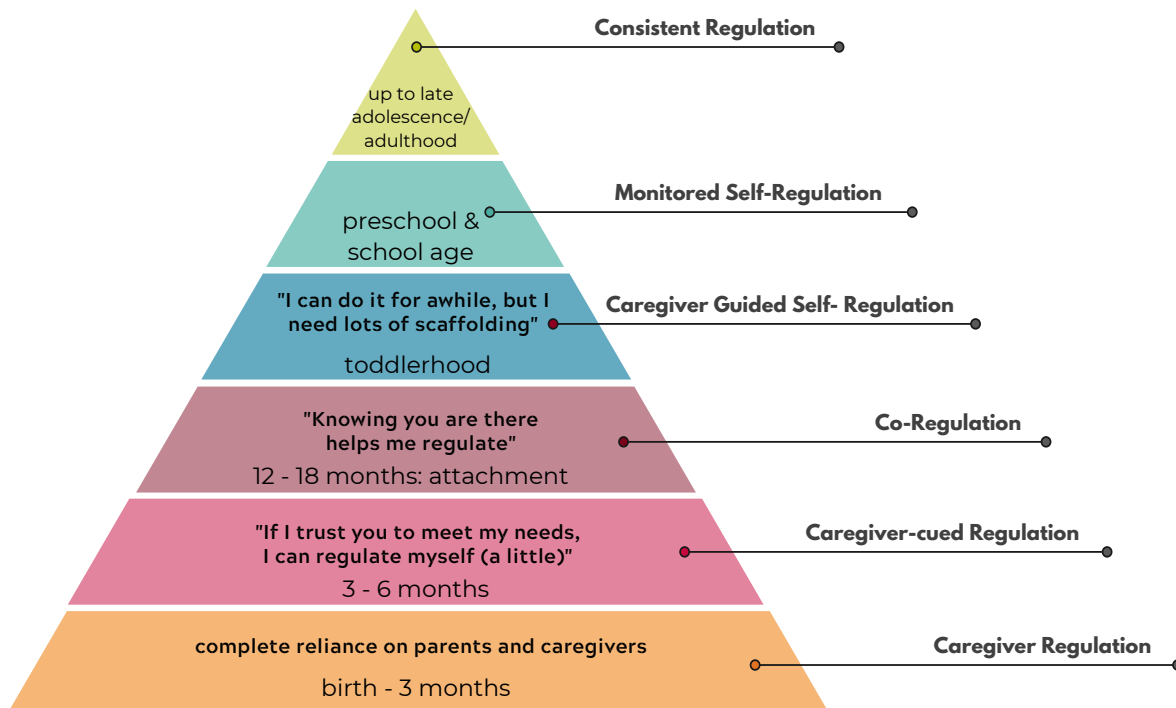 Consistent Regulation
up to late
adolescence/
adulthood
Monitored Self-Regulation
preschool &
school age
"I can do it for awhile, but I
need lots of scaffolding"
Caregiver Guided Self- Regulation
toddlerhood
"Knowing you are there
helps me regulate"
Co-Regulation
12 - 18 months: attachment
"If I trust you to meet my needs,
I can regulate myself (a little)"
Caregiver-cued Regulation
3 - 6 months
complete reliance on parents and caregivers
Caregiver Regulation
birth - 3 months